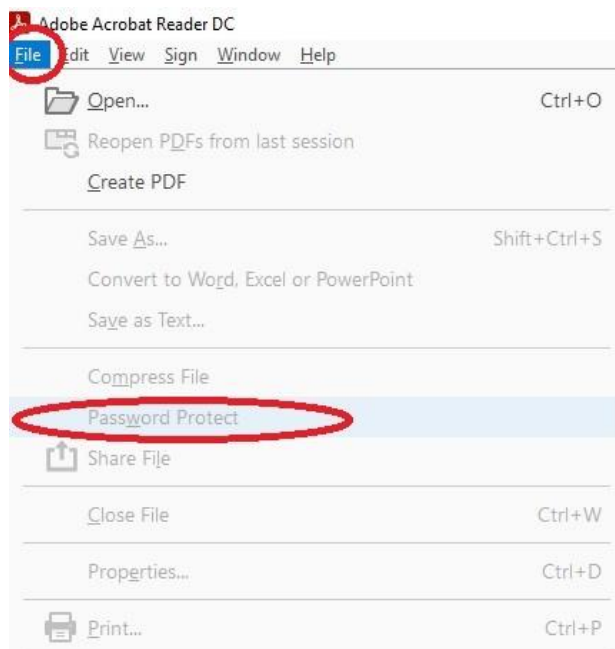 Adobe Acrobat Reader DC
File Edit View Sign Window Help
Open... Ctrl+O
Reopen PDFs from last session
Create PDF
Save As... Shift+Ctrl+S
Convert to Word, Excel or PowerPoint
Save as Text...
Compress File
Password Protect
Share File
Close File Ctrl+W
Properties... Ctrl+D
Print... Ctrl+P